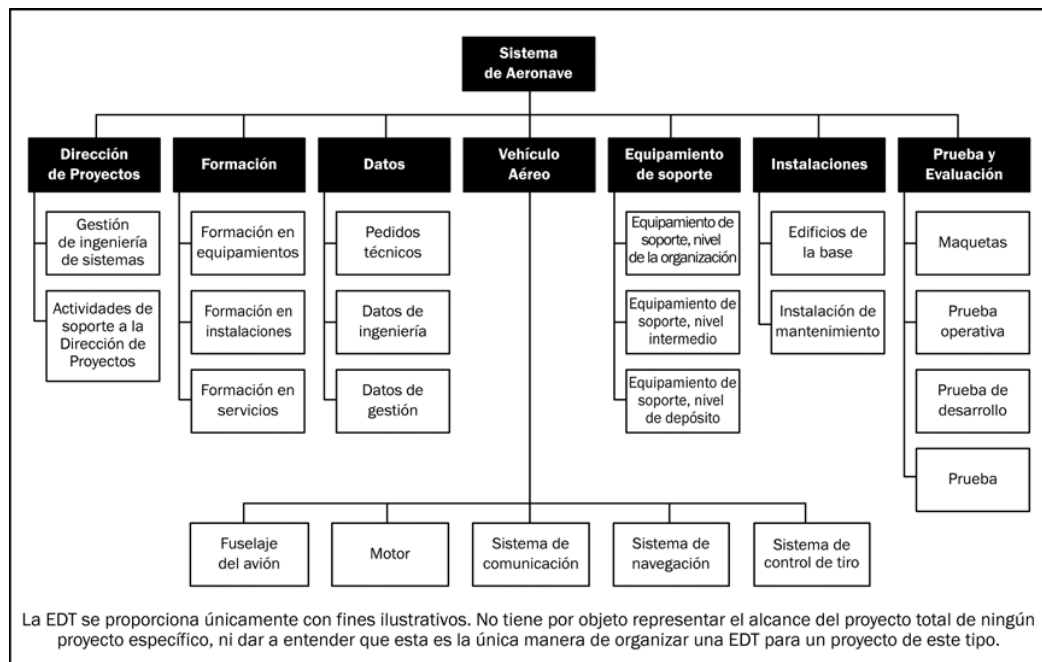 Sistema
de Aeronave
Dirección
de Proyectos
Formación
Datos
Vehículo
Aéreo
Equipamiento
de soporte
Instalaciones
Prueba y
Evaluación
Gestión
de ingeniería
de sistemas
Actividades de
soporte a la
Dirección de
Proyectos
Formación en
equipamientos
Formación en
instalaciones
Formación en
servicios
Pedidos
técnicos
Datos de
ingeniería
Datos de
gestión
Equipamiento de
soporte, nivel
de la organización
Equipamiento de
soporte, nivel
intermedio
Equipamiento de
soporte, nivel
de depósito
Edificios de
la base
Instalación de
mantenimiento
Maquetas
Prueba
operativa
Prueba de
desarrollo
Prueba
Fuselaje
del avión
Motor
Sistema de
comunicación
Sistema de
navegación
Sistema de
control de tiro
La EDT se proporciona únicamente con fines ilustrativos. No tiene por objeto representar el alcance del proyecto total de ningún
proyecto específico, ni dar a entender que esta es la única manera de organizar una EDT para un proyecto de este tipo.